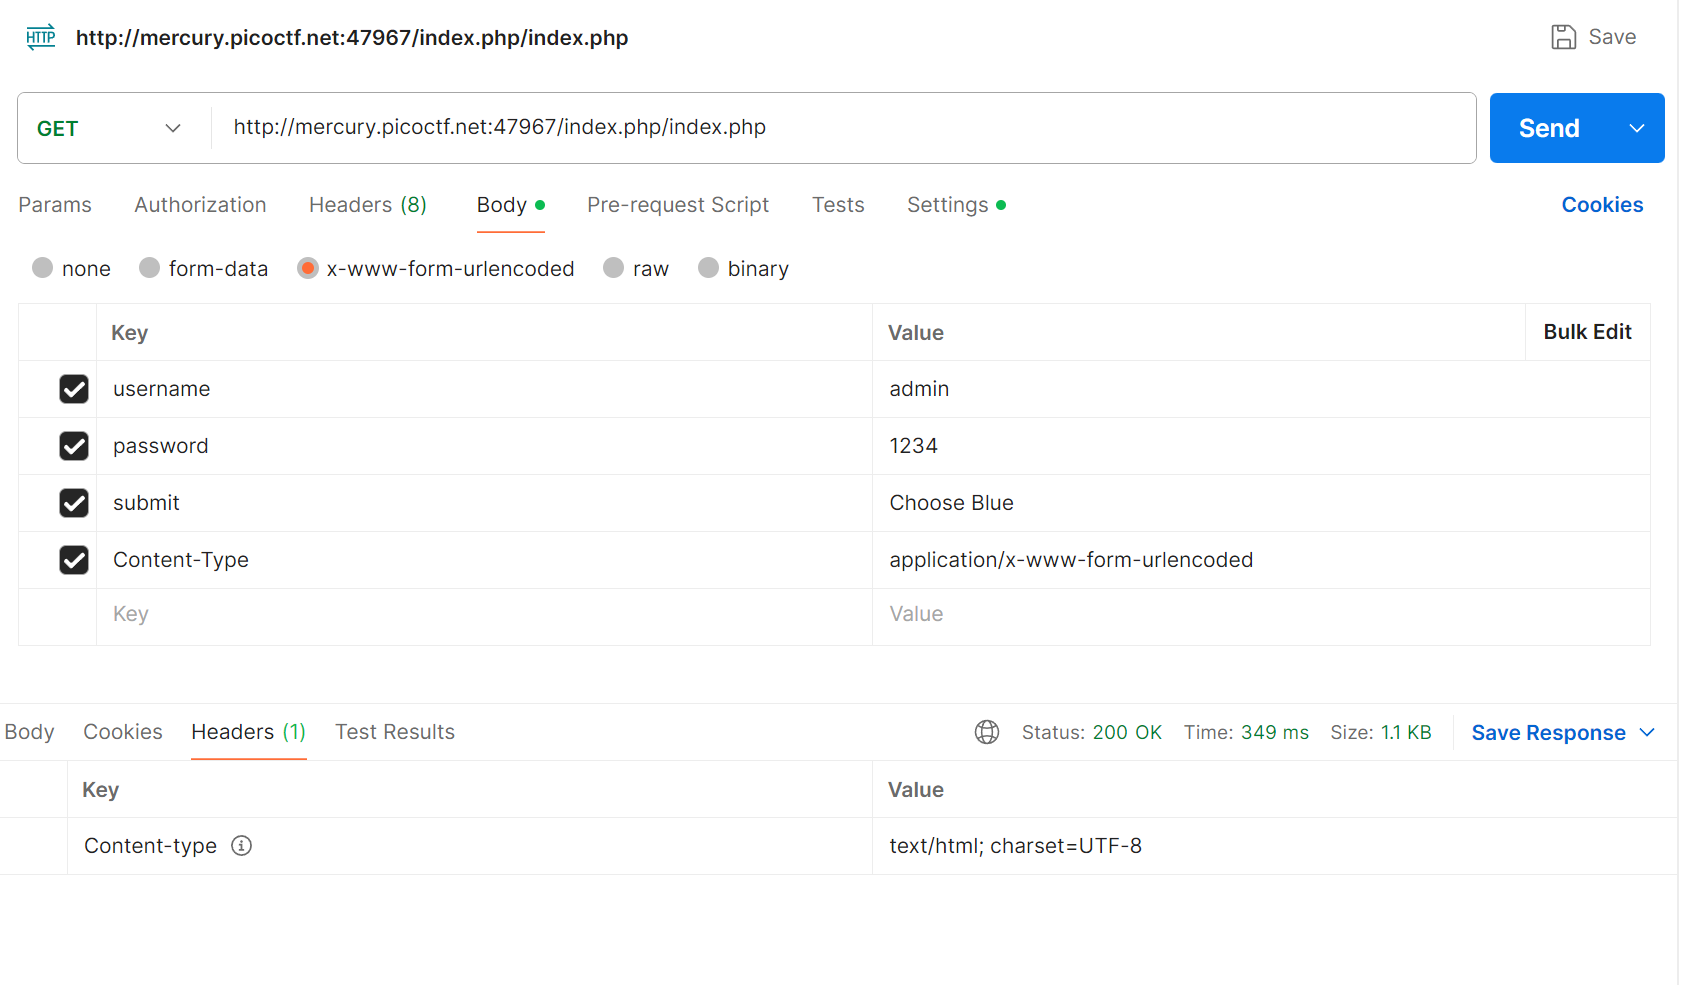 HTTP http://mercury.picoctf.net:47967/index.php/index.php Save
GET http://mercury.picoctf.net:47967/index.php/index.php Send
Params Authorization Headers (8) Body Pre-request Script Tests Settings Cookies
none form-data x-www-form-urlencoded raw binary
Key Value Bulk Edit
username admin
password 1234
submit Choose Blue
Content-Type application/x-www-form-urlencoded
Key Value
Body Cookies Headers (1) Test Results Status: 200 OK Time: 349 ms Size: 1.1 KB Save Response
Key Value
Content-type text/html; charset=UTF-8